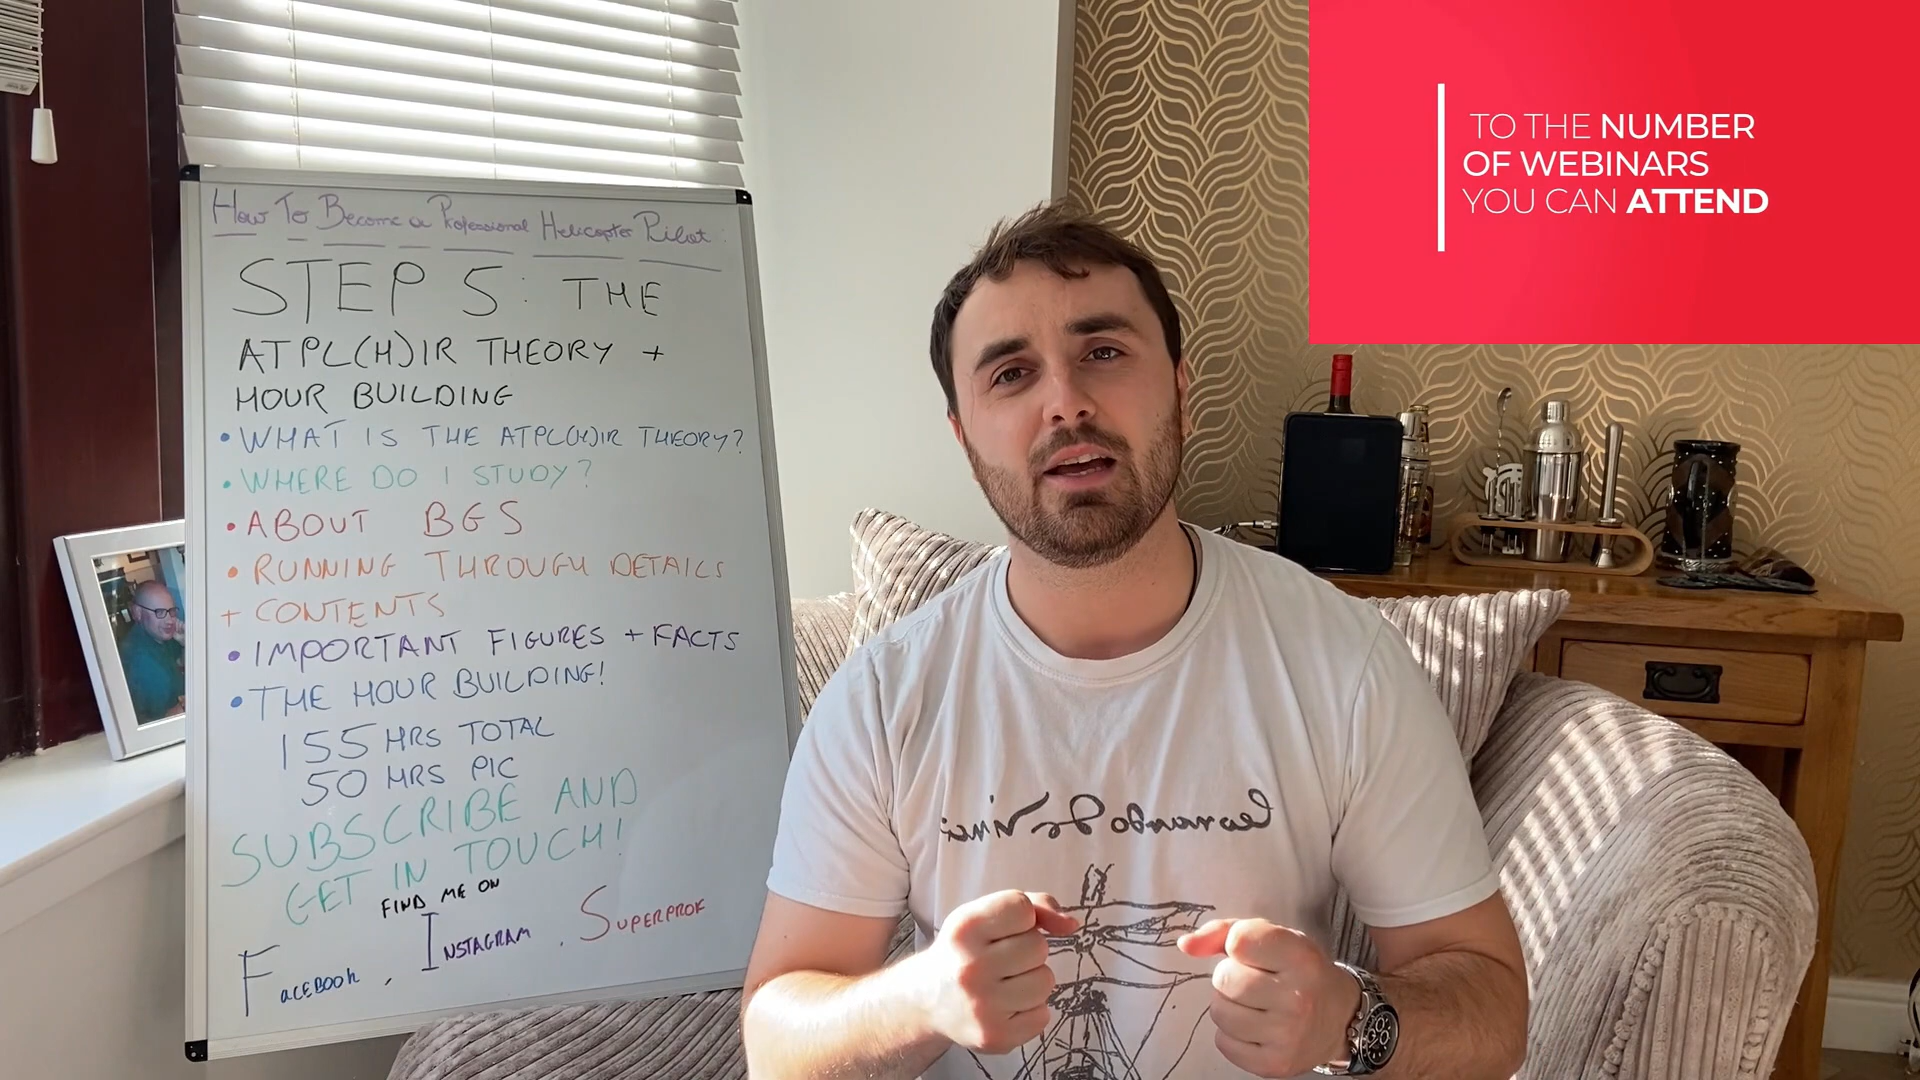 How To Become a Professional Helicopter Pilot:
STEP 5: THE
ATPL(H)IR THEORY +
HOUR BUILDING
• WHAT IS THE ATPL(H)IR THEORY?
• WHERE DO I STUDY?
• ABOUT BGS
• RUNNING THROUGH DETAILS
+ CONTENTS
• IMPORTANT FIGURES + FACTS
• THE HOUR BUILDING!
155 HRS TOTAL
50 HRS PIC
SUBSCRIBE AND
GET IN TOUCH!
FIND ME ON
FACEBOOK, INSTAGRAM, SUPERPROF
TO THE NUMBER
OF WEBINARS
YOU CAN ATTEND
Leonardo Da Vinci